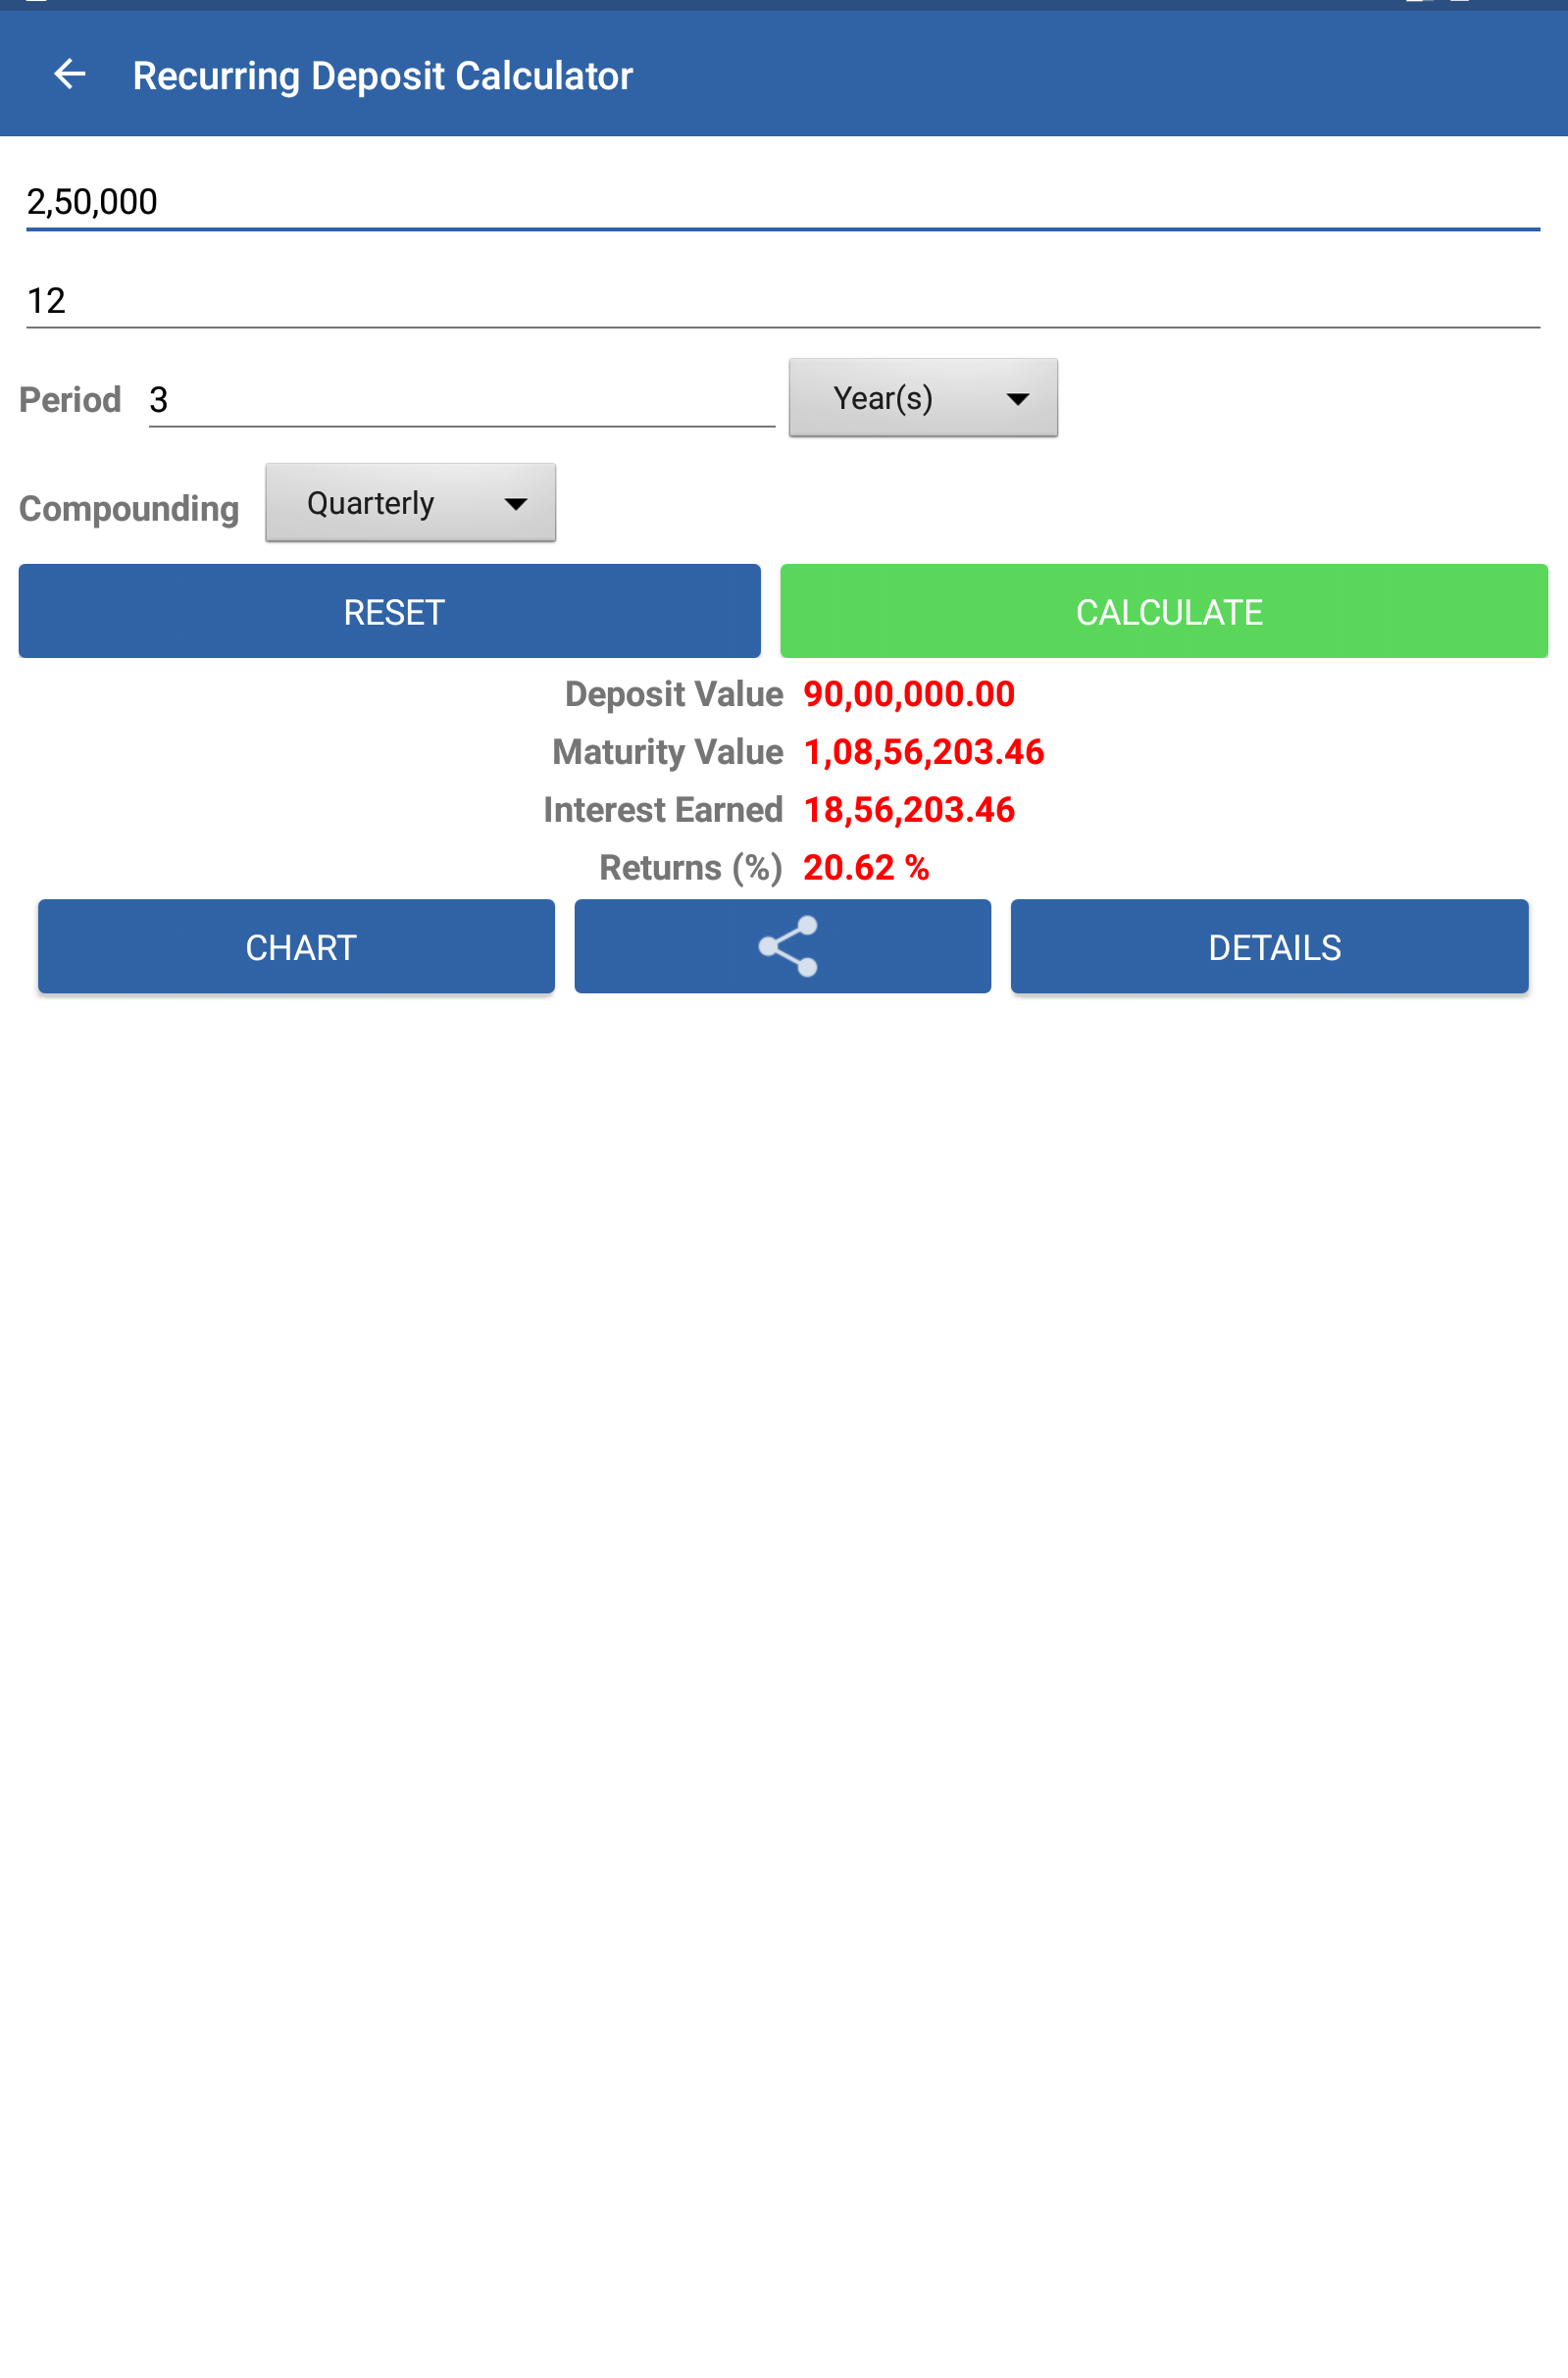 Recurring Deposit Calculator
2,50,000
12
Period 3 Year(s)
Compounding Quarterly
RESET CALCULATE
Deposit Value 90,00,000.00
Maturity Value 1,08,56,203.46
Interest Earned 18,56,203.46
Returns (%) 20.62 %
CHART DETAILS